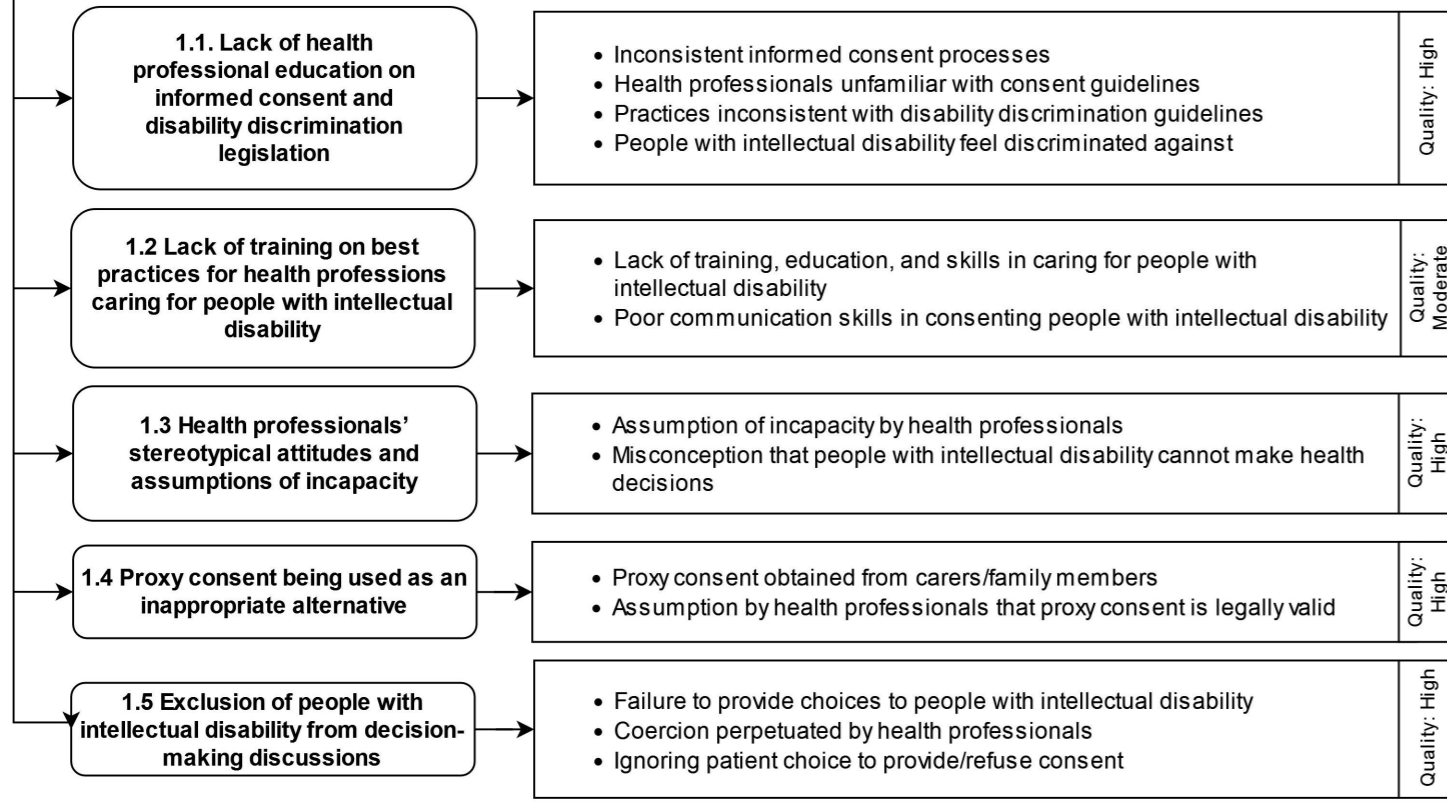 1.1. Lack of health
professional education on
informed consent and
disability discrimination
legislation
• Inconsistent informed consent processes
• Health professionals unfamiliar with consent guidelines
• Practices inconsistent with disability discrimination guidelines
• People with intellectual disability feel discriminated against
Quality: High
1.2 Lack of training on best
practices for health professions
caring for people with intellectual
disability
• Lack of training, education, and skills in caring for people with
intellectual disability
• Poor communication skills in consenting people with intellectual disability
Quality:
Moderate
1.3 Health professionals’
stereotypical attitudes and
assumptions of incapacity
• Assumption of incapacity by health professionals
• Misconception that people with intellectual disability cannot make health
decisions
Quality:
High
1.4 Proxy consent being used as an
inappropriate alternative
• Proxy consent obtained from carers/family members
• Assumption by health professionals that proxy consent is legally valid
Quality:
High
1.5 Exclusion of people with
intellectual disability from decision-
making discussions
• Failure to provide choices to people with intellectual disability
• Coercion perpetuated by health professionals
• Ignoring patient choice to provide/refuse consent
Quality: High